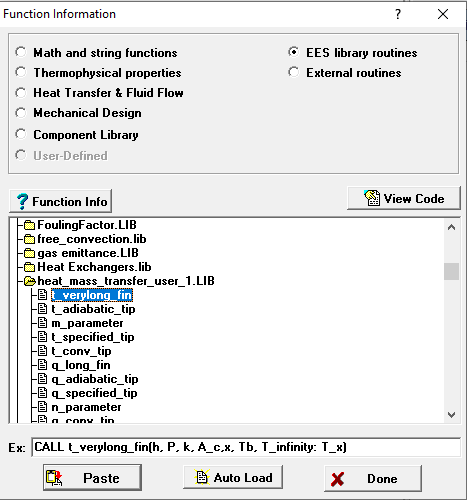 Function Information
?
Math and string functions
EES library routines
Thermophysical properties
External routines
Heat Transfer & Fluid Flow
Mechanical Design
Component Library
User-Defined
? Function Info
View Code
FoulingFactor.LIB
free_convection.lib
gas emittance.LIB
Heat Exchangers.lib
heat_mass_transfer_user_1.LIB
t_verylong_fin
t_adiabatic_tip
m_parameter
t_specified_tip
t_conv_tip
q_long_fin
q_adiabatic_tip
q_specified_tip
n_parameter
q_conv_tip
Ex: CALL t_verylong_fin(h, P, k, A_c,x, Tb, T_infinity: T_x)
Paste
Auto Load
Done